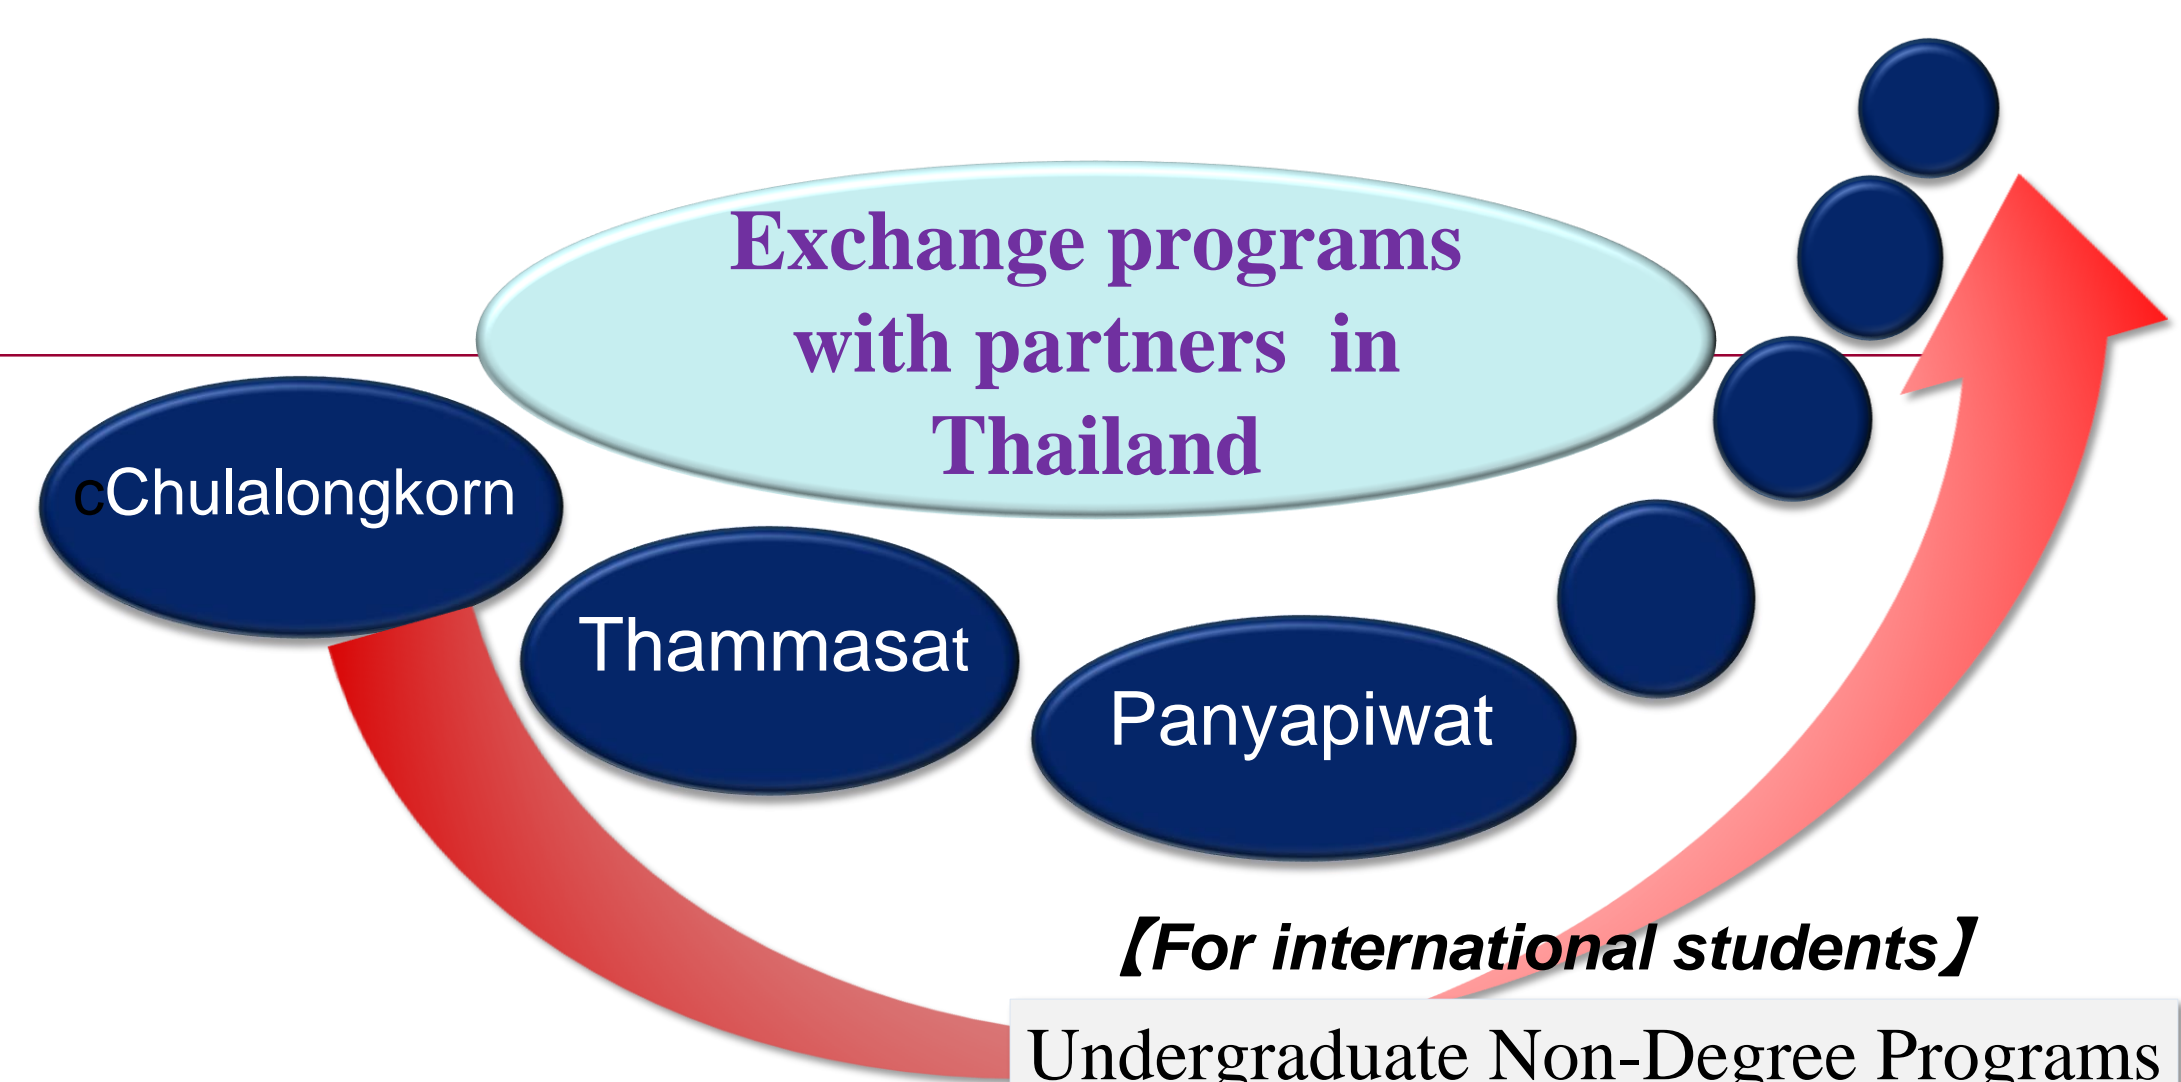 Exchange programs
with partners in
Thailand
cChulalongkorn
Thammasat
Panyapiwat
【For international students】
Undergraduate Non-Degree Programs